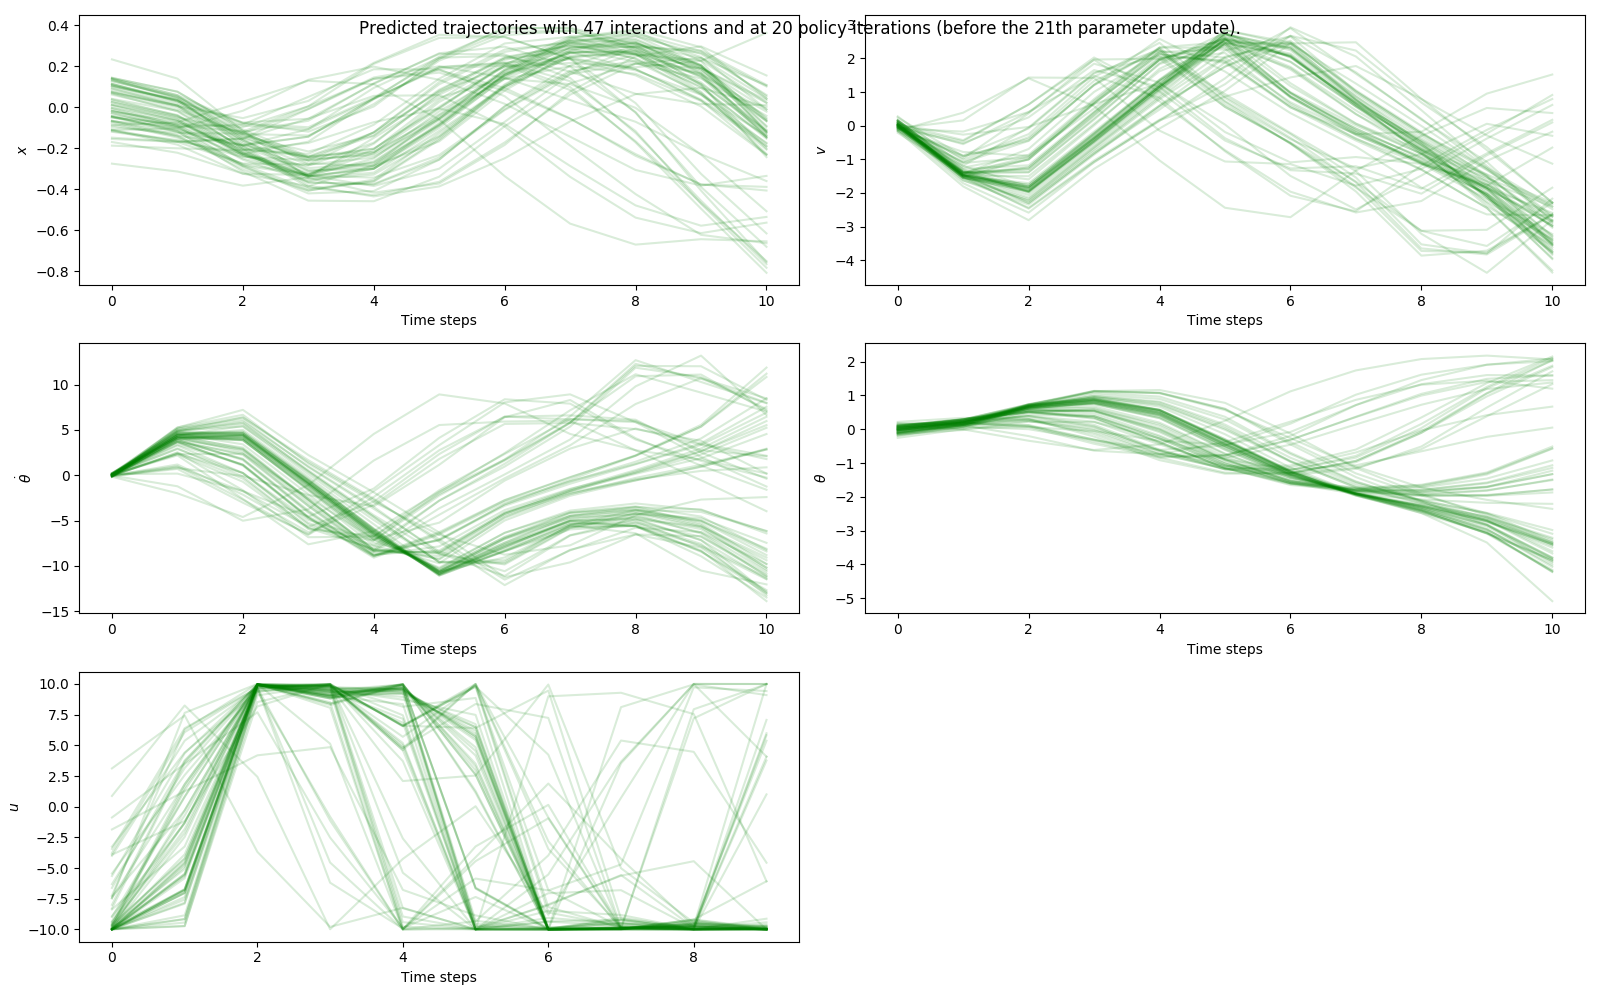 Predicted trajectories with 47 interactions and at 20 policy iterations (before the 21th parameter update).
0.4
0.2
0.0
−0.2
−0.4
−0.6
−0.8
x
0 2 4 6 8 10
Time steps
3
2
1
0
−1
−2
−3
−4
v
0 2 4 6 8 10
Time steps
10
5
0
−5
−10
−15
θ̇
0 2 4 6 8 10
Time steps
2
1
0
−1
−2
−3
−4
−5
θ
0 2 4 6 8 10
Time steps
10.0
7.5
5.0
2.5
0.0
−2.5
−5.0
−7.5
−10.0
u
0 2 4 6 8
Time steps